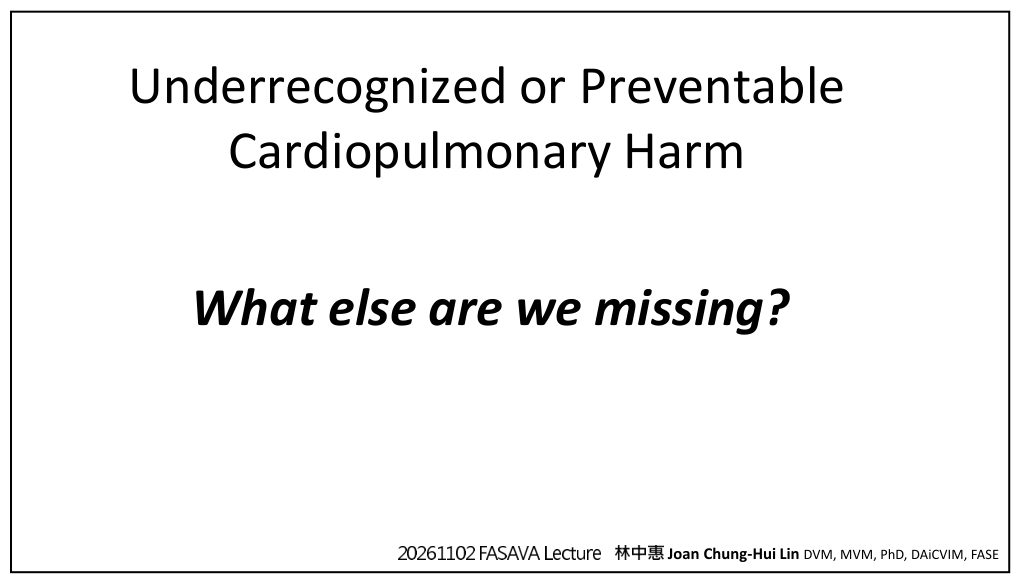 Underrecognized or Preventable
Cardiopulmonary Harm
What else are we missing?
20261102 FASAVA Lecture 林中惠 Joan Chung-Hui Lin DVM, MVM, PhD, DAiCVIM, FASE